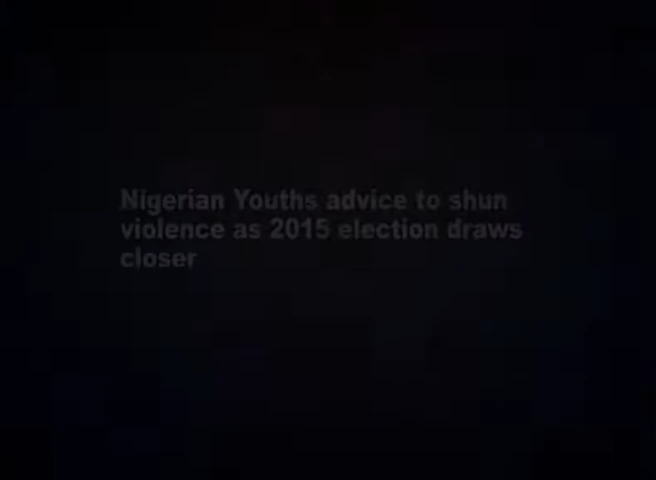 Nigerian Youths advice to shun
violence as 2015 election draws
closer